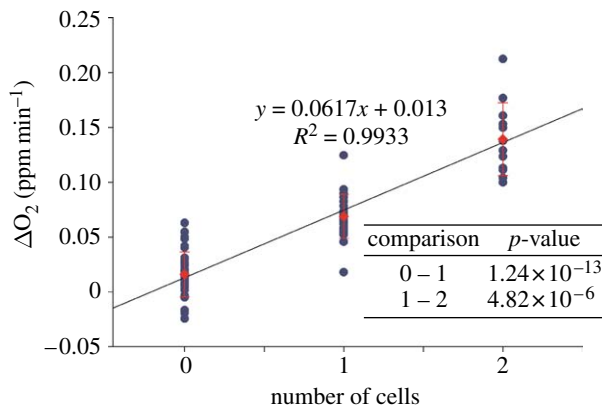 0.25
0.20
0.15
0.10
0.05
0
−0.05
ΔO₂ (ppm min⁻¹)
y = 0.0617x + 0.013
R² = 0.9933
comparison p-value
0 – 1 1.24×10⁻¹³
1 – 2 4.82×10⁻⁶
0 1 2
number of cells